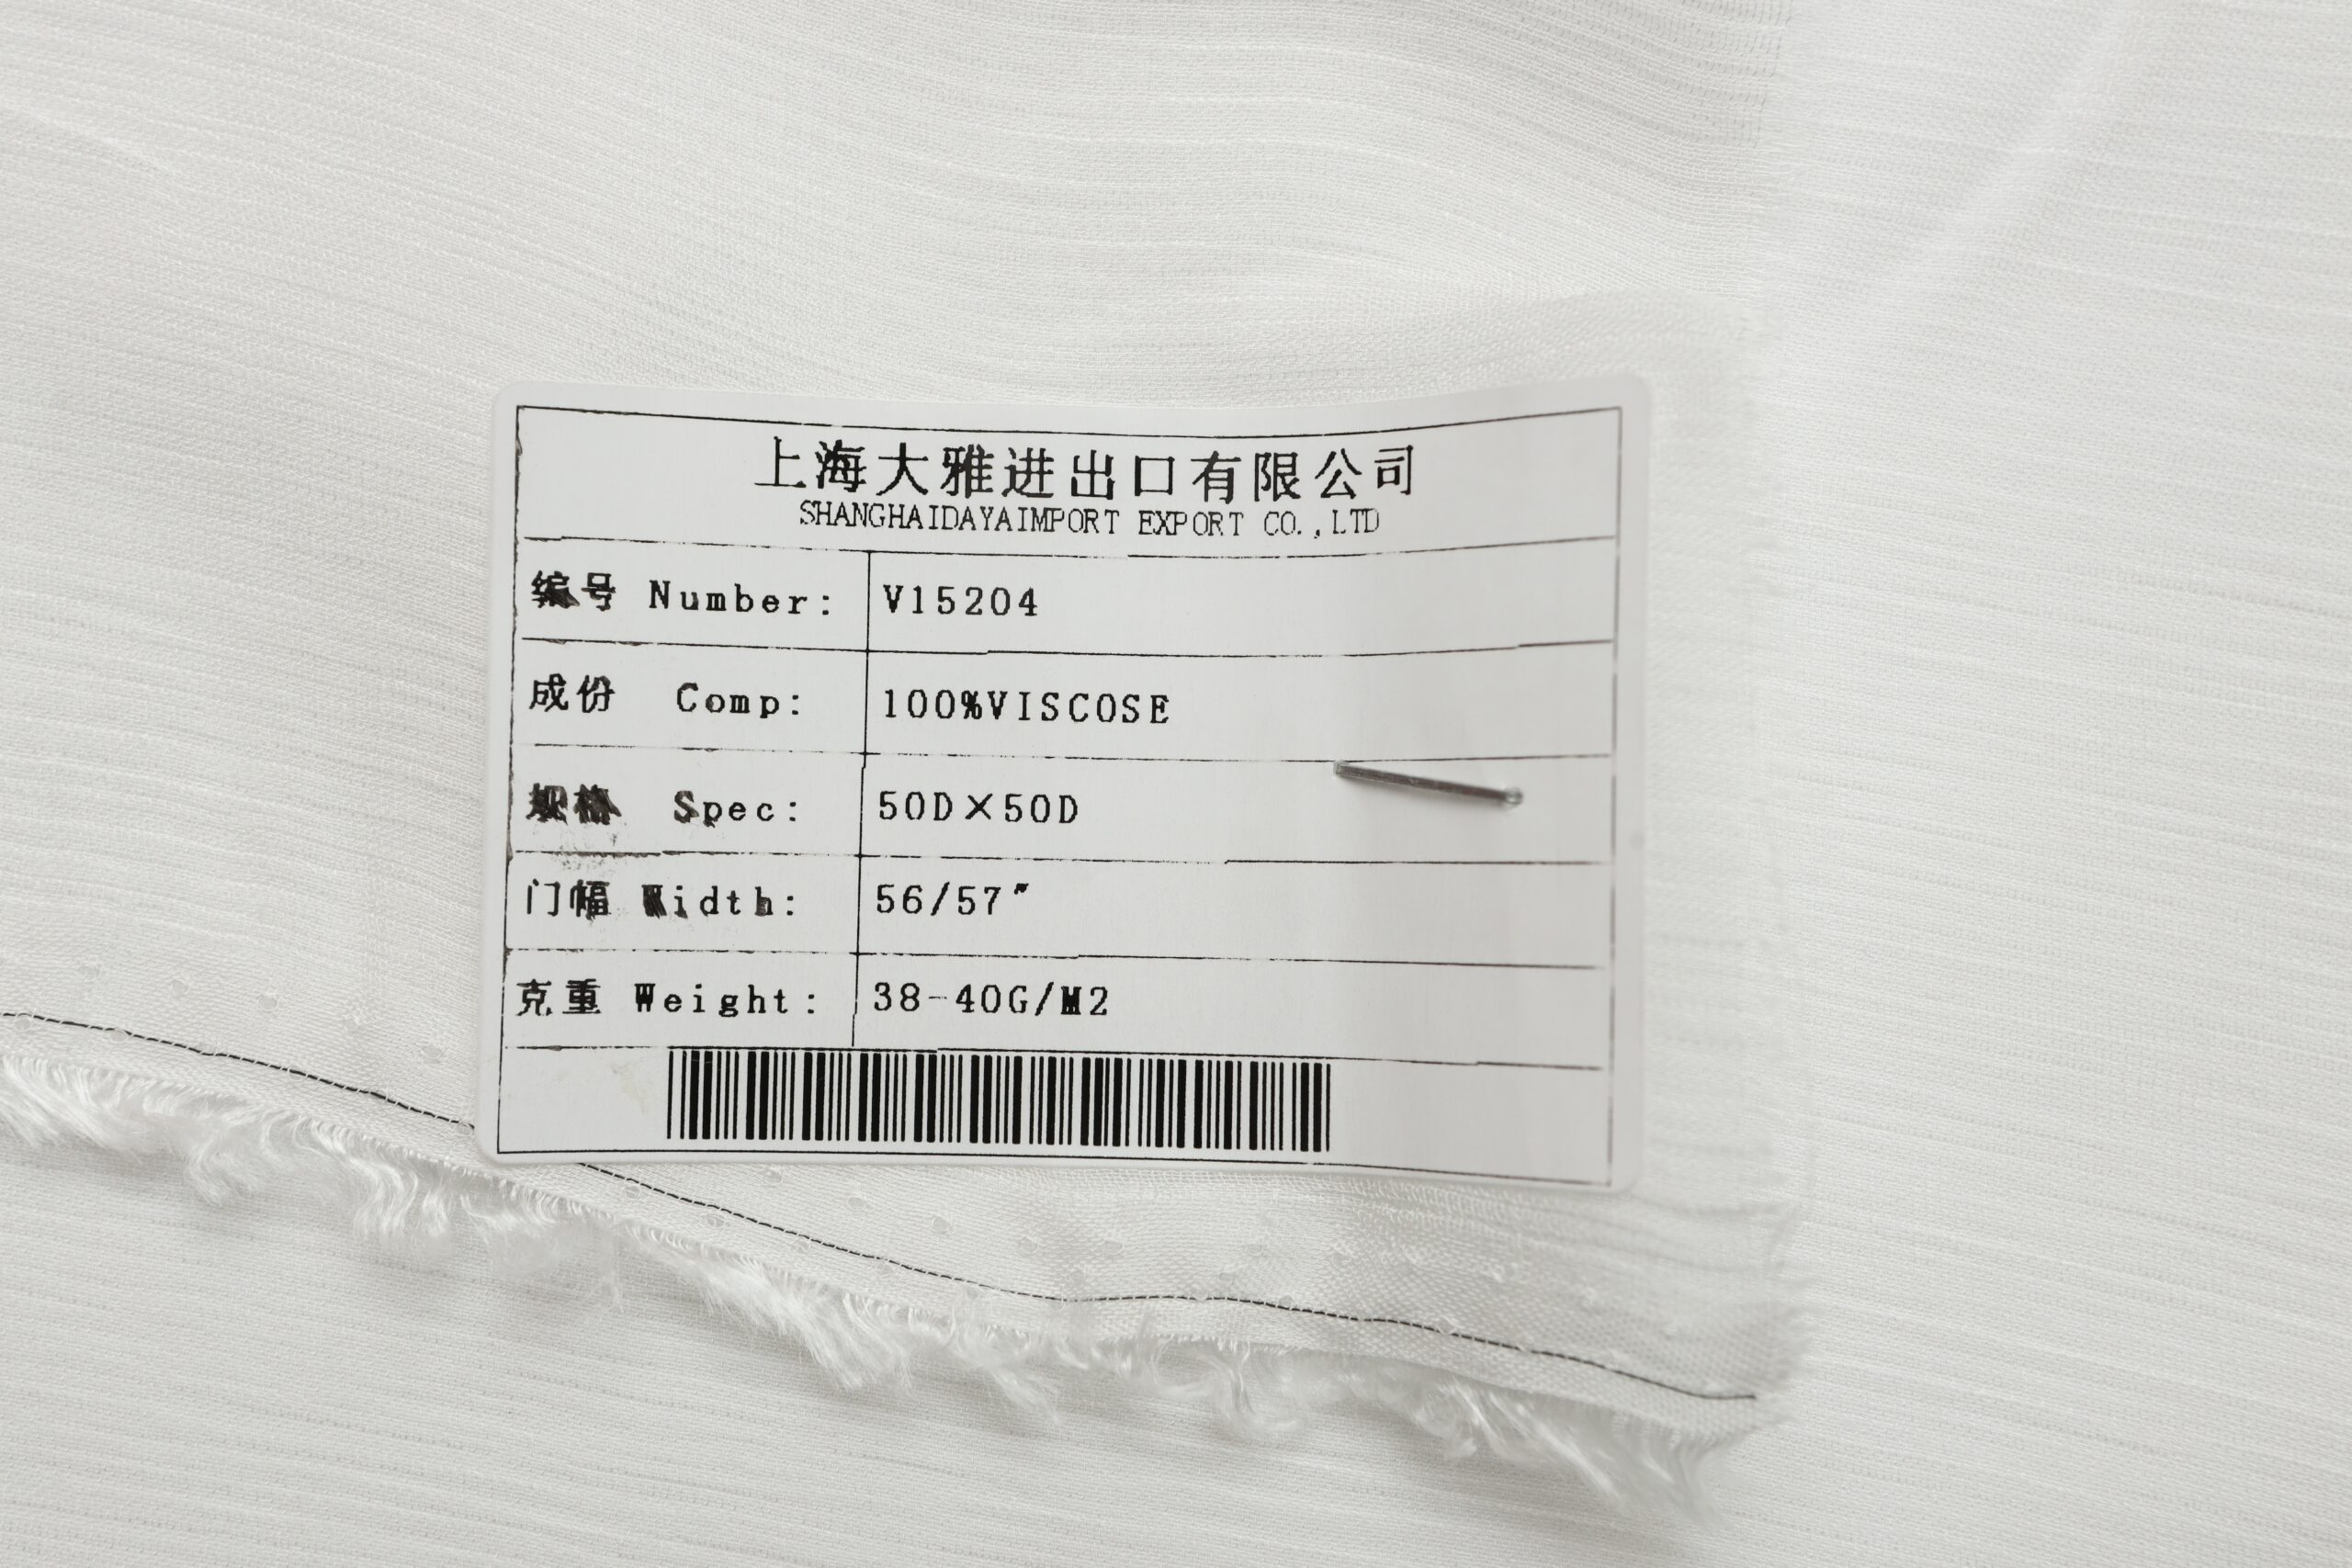 上海大雅进出口有限公司
SHANGHAIDAYAIMPORT EXPORT CO.,LTD
编号 Number: V15204
成份 Comp: 100%VISCOSE
规格 Spec: 50D×50D
门幅 Width: 56/57"
克重 Weight: 38-40G/M2